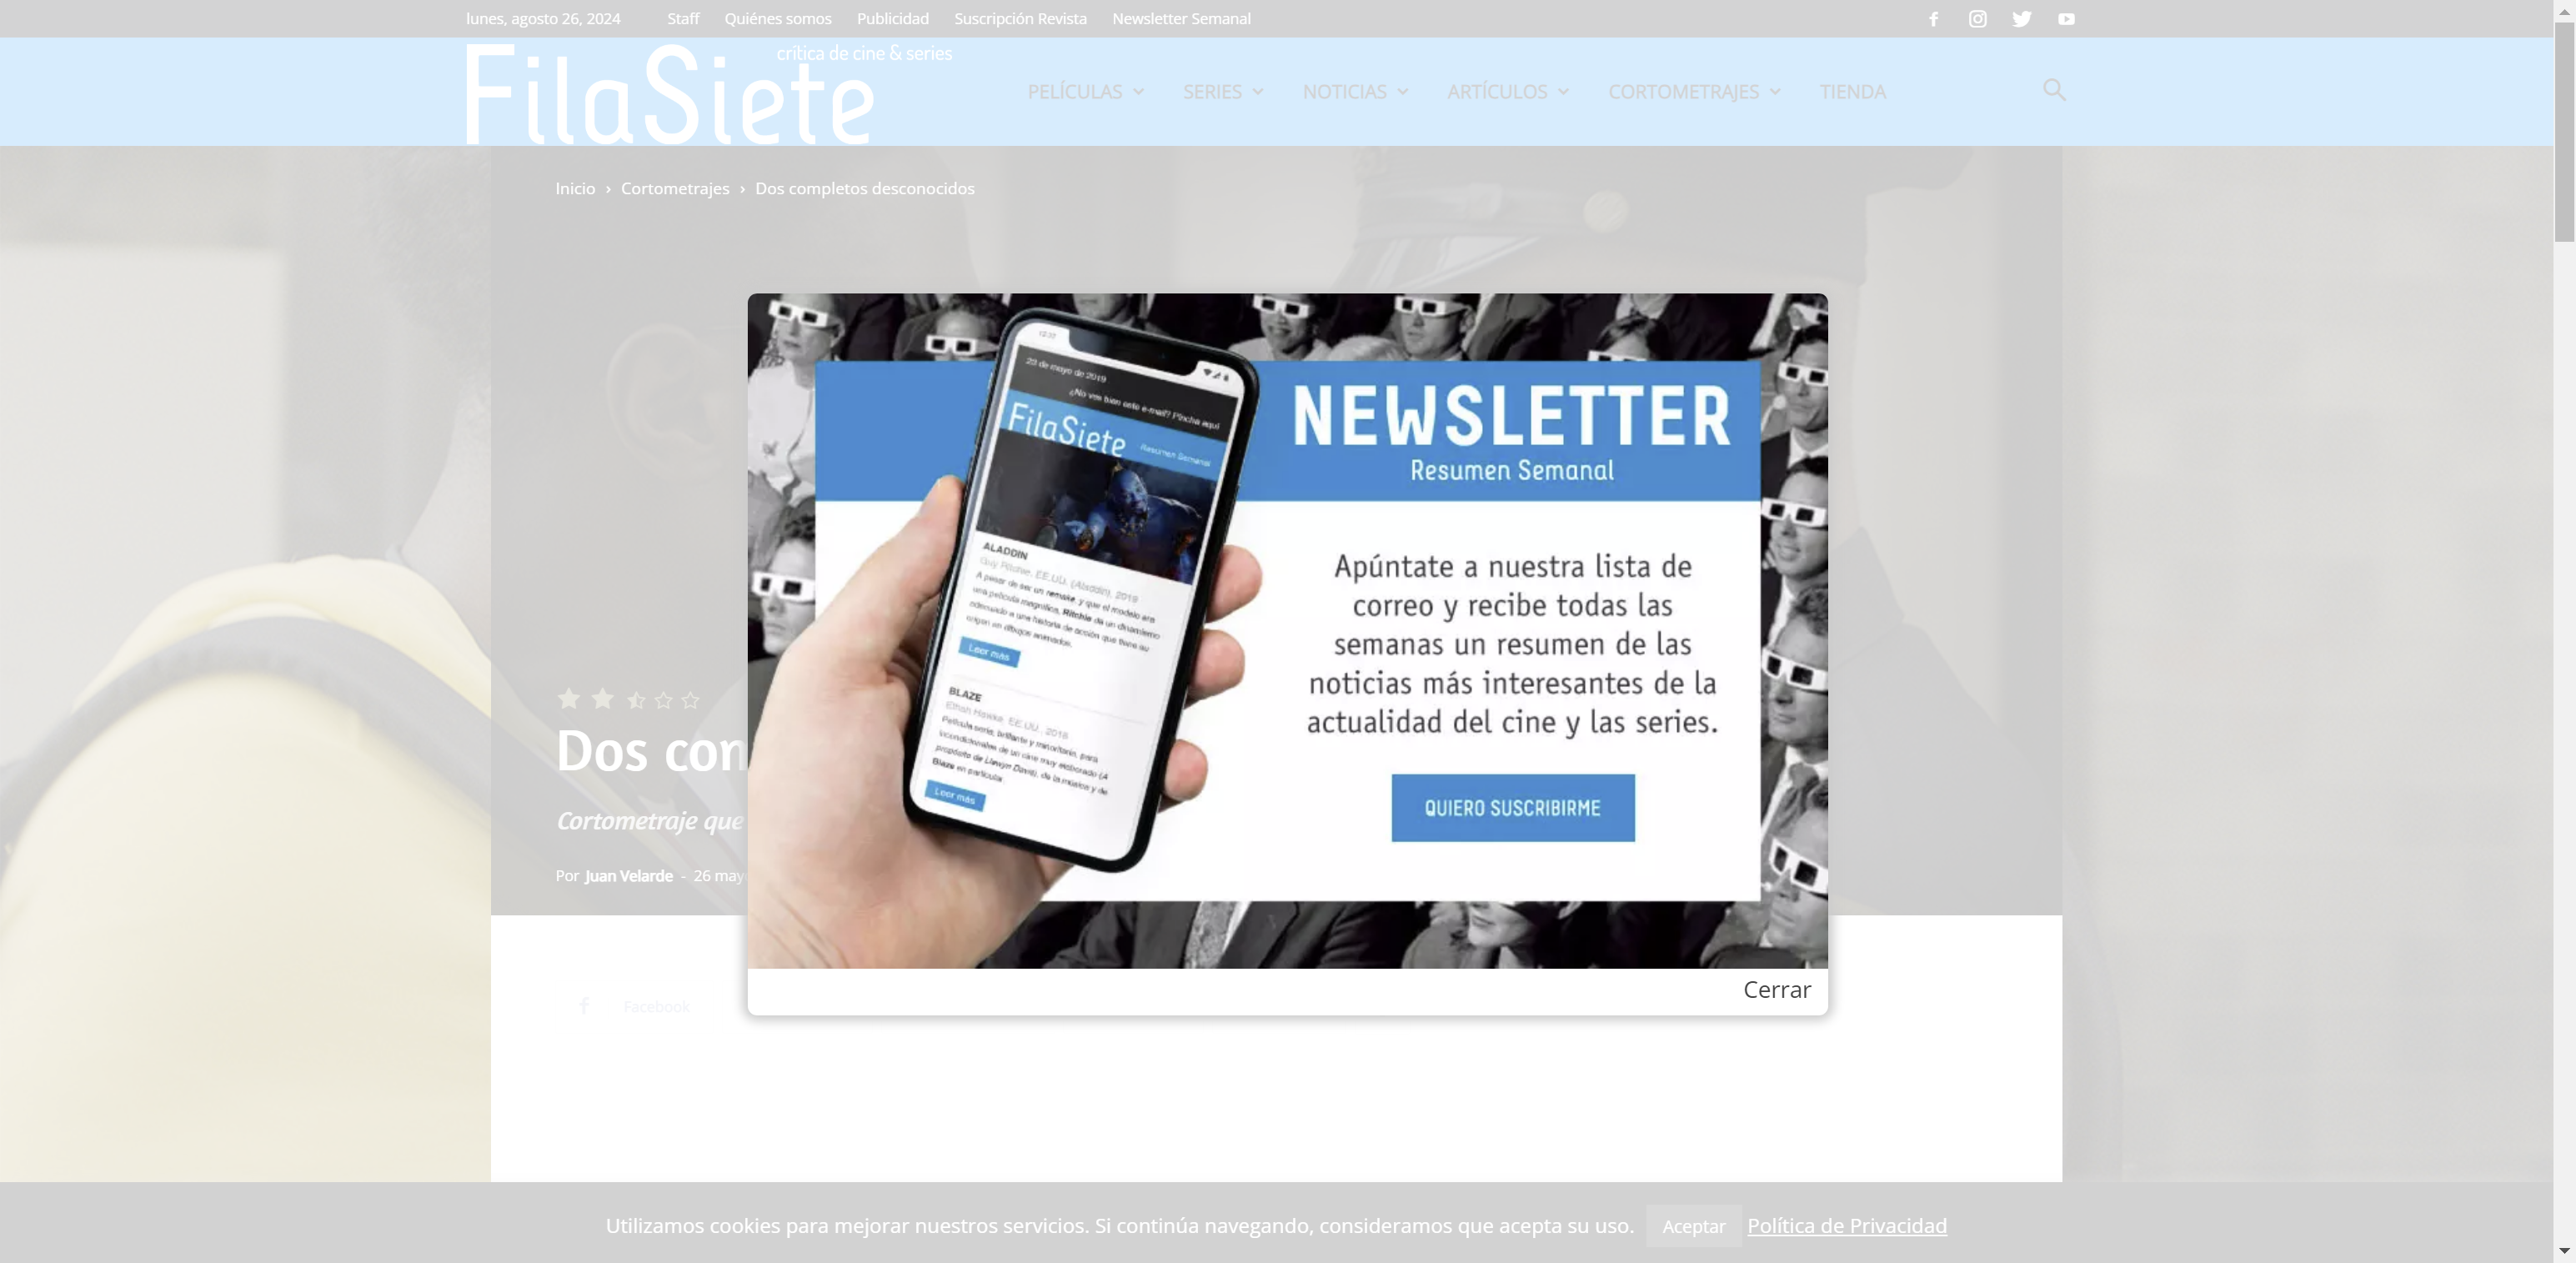 lunes, agosto 26, 2024 Staff Quiénes somos Publicidad Suscripción Revista Newsletter Semanal
crítica de cine & series
FilaSiete
PELÍCULAS SERIES NOTICIAS ARTÍCULOS CORTOMETRAJES TIENDA
Inicio › Cortometrajes › Dos completos desconocidos
12:37
23 de mayo de 2019
¿No ves bien este e-mail? Pincha aquí
FilaSiete
Resumen Semanal
ALADDIN
Guy Ritchie, EE.UU. (Aladdin), 2019
A pesar de ser un remake, y que el modelo era
una película magnífica, Ritchie da un dinamismo
adecuado a una historia de acción que tiene su
origen en dibujos animados.
Leer más
BLAZE
Ethan Hawke, EE.UU., 2018
Película seria, brillante y minoritaria, para
incondicionales de un cine muy elaborado (A
propósito de Llewyn Davis), de la música y de
Blaze en particular.
Leer más
NEWSLETTER
Resumen Semanal
Apúntate a nuestra lista de
correo y recibe todas las
semanas un resumen de las
noticias más interesantes de la
actualidad del cine y las series.
QUIERO SUSCRIBIRME
Cerrar
Dos con
Cortometraje que
Por Juan Velarde - 26 may
Facebook
Utilizamos cookies para mejorar nuestros servicios. Si continúa navegando, consideramos que acepta su uso. Aceptar Política de Privacidad